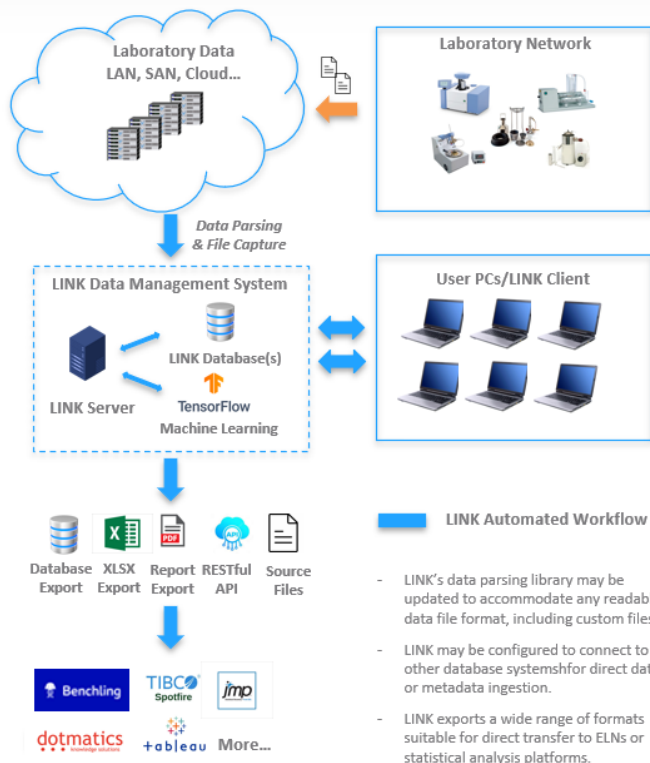 Laboratory Data
LAN, SAN, Cloud...
Laboratory Network
Data Parsing
& File Capture
LINK Data Management System
LINK Database(s)
LINK Server
TensorFlow
Machine Learning
User PCs/LINK Client
Database Export
XLSX Export
PDF
Report Export
API
RESTful API
Source Files
LINK Automated Workflow
- LINK's data parsing library may be
updated to accommodate any readab
data file format, including custom files
- LINK may be configured to connect to
other database systemshfor direct dat
or metadata ingestion.
- LINK exports a wide range of formats
suitable for direct transfer to ELNs or
statistical analysis platforms.
Benchling
TIBCO
Spotfire
jmp
dotmatics
knowledge solutions
+ a b l e a u
More...